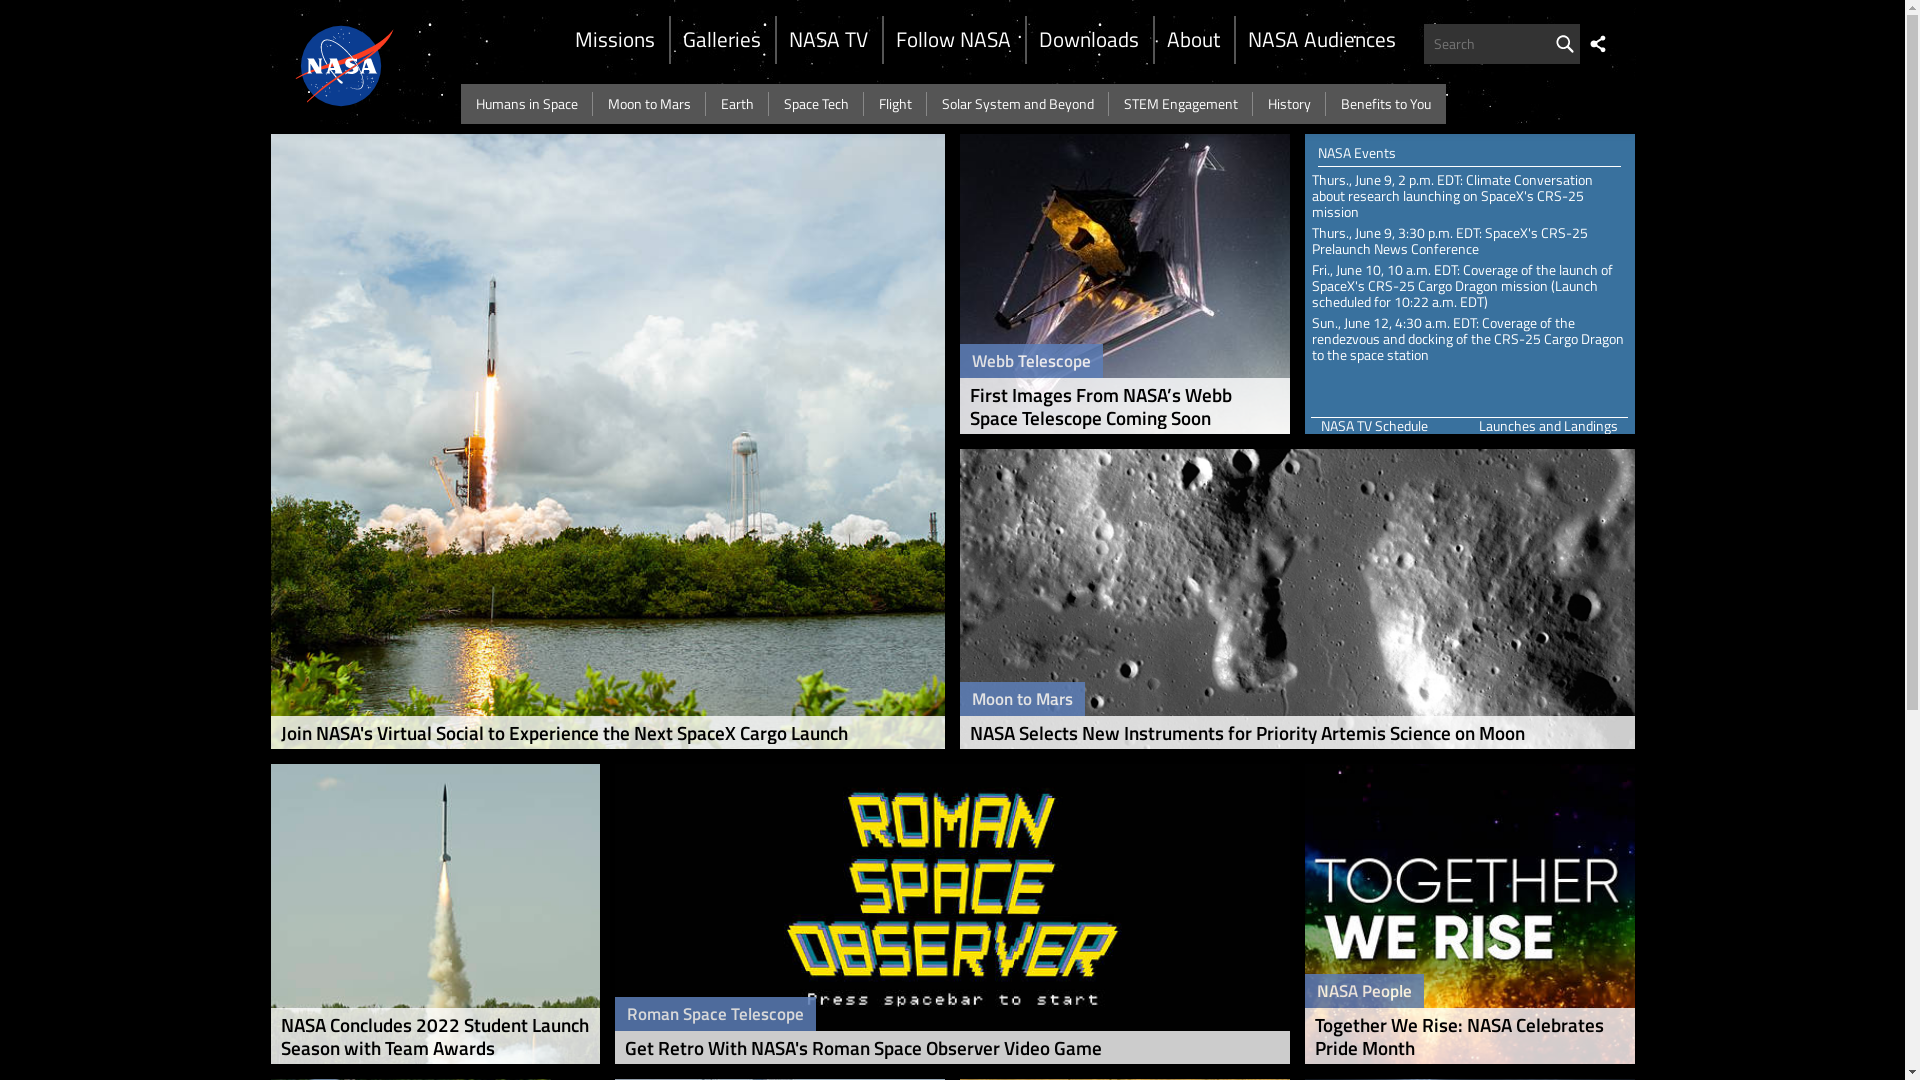 NASA
Missions
Galleries
NASA TV
Follow NASA
Downloads
About
NASA Audiences
Search
Humans in Space
Moon to Mars
Earth
Space Tech
Flight
Solar System and Beyond
STEM Engagement
History
Benefits to You
Join NASA's Virtual Social to Experience the Next SpaceX Cargo Launch
Webb Telescope
First Images From NASA’s Webb
Space Telescope Coming Soon
NASA Events
Thurs., June 9, 2 p.m. EDT: Climate Conversation
about research launching on SpaceX's CRS-25
mission
Thurs., June 9, 3:30 p.m. EDT: SpaceX's CRS-25
Prelaunch News Conference
Fri., June 10, 10 a.m. EDT: Coverage of the launch of
SpaceX's CRS-25 Cargo Dragon mission (Launch
scheduled for 10:22 a.m. EDT)
Sun., June 12, 4:30 a.m. EDT: Coverage of the
rendezvous and docking of the CRS-25 Cargo Dragon
to the space station
NASA TV Schedule
Launches and Landings
Moon to Mars
NASA Selects New Instruments for Priority Artemis Science on Moon
NASA Concludes 2022 Student Launch
Season with Team Awards
ROMAN
SPACE
OBSERVER
Press spacebar to start
Roman Space Telescope
Get Retro With NASA's Roman Space Observer Video Game
TOGETHER
WE RISE
NASA People
Together We Rise: NASA Celebrates
Pride Month